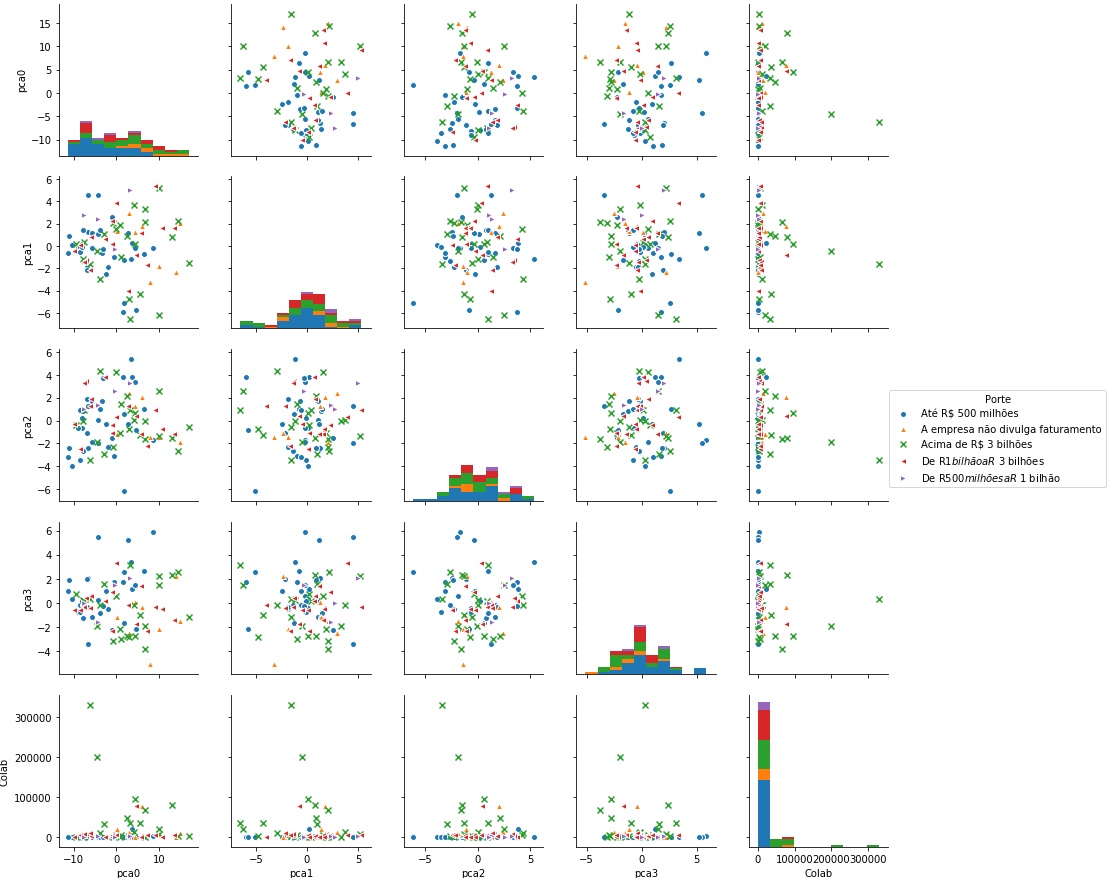 15
10
5
0
−5
−10
pca0
6
4
2
0
−2
−4
−6
pca1
6
4
2
0
−2
−4
−6
pca2
Porte
Até R$ 500 milhões
A empresa não divulga faturamento
Acima de R$ 3 bilhões
De R1bilhãoaR 3 bilhões
De R500milhõesaR 1 bilhão
6
4
2
0
−2
−4
pca3
300000
200000
100000
0
Colab
−10 0 10
pca0
−5 0 5
pca1
−5 0 5
pca2
−5 0 5
pca3
0 100000 200000 300000
Colab